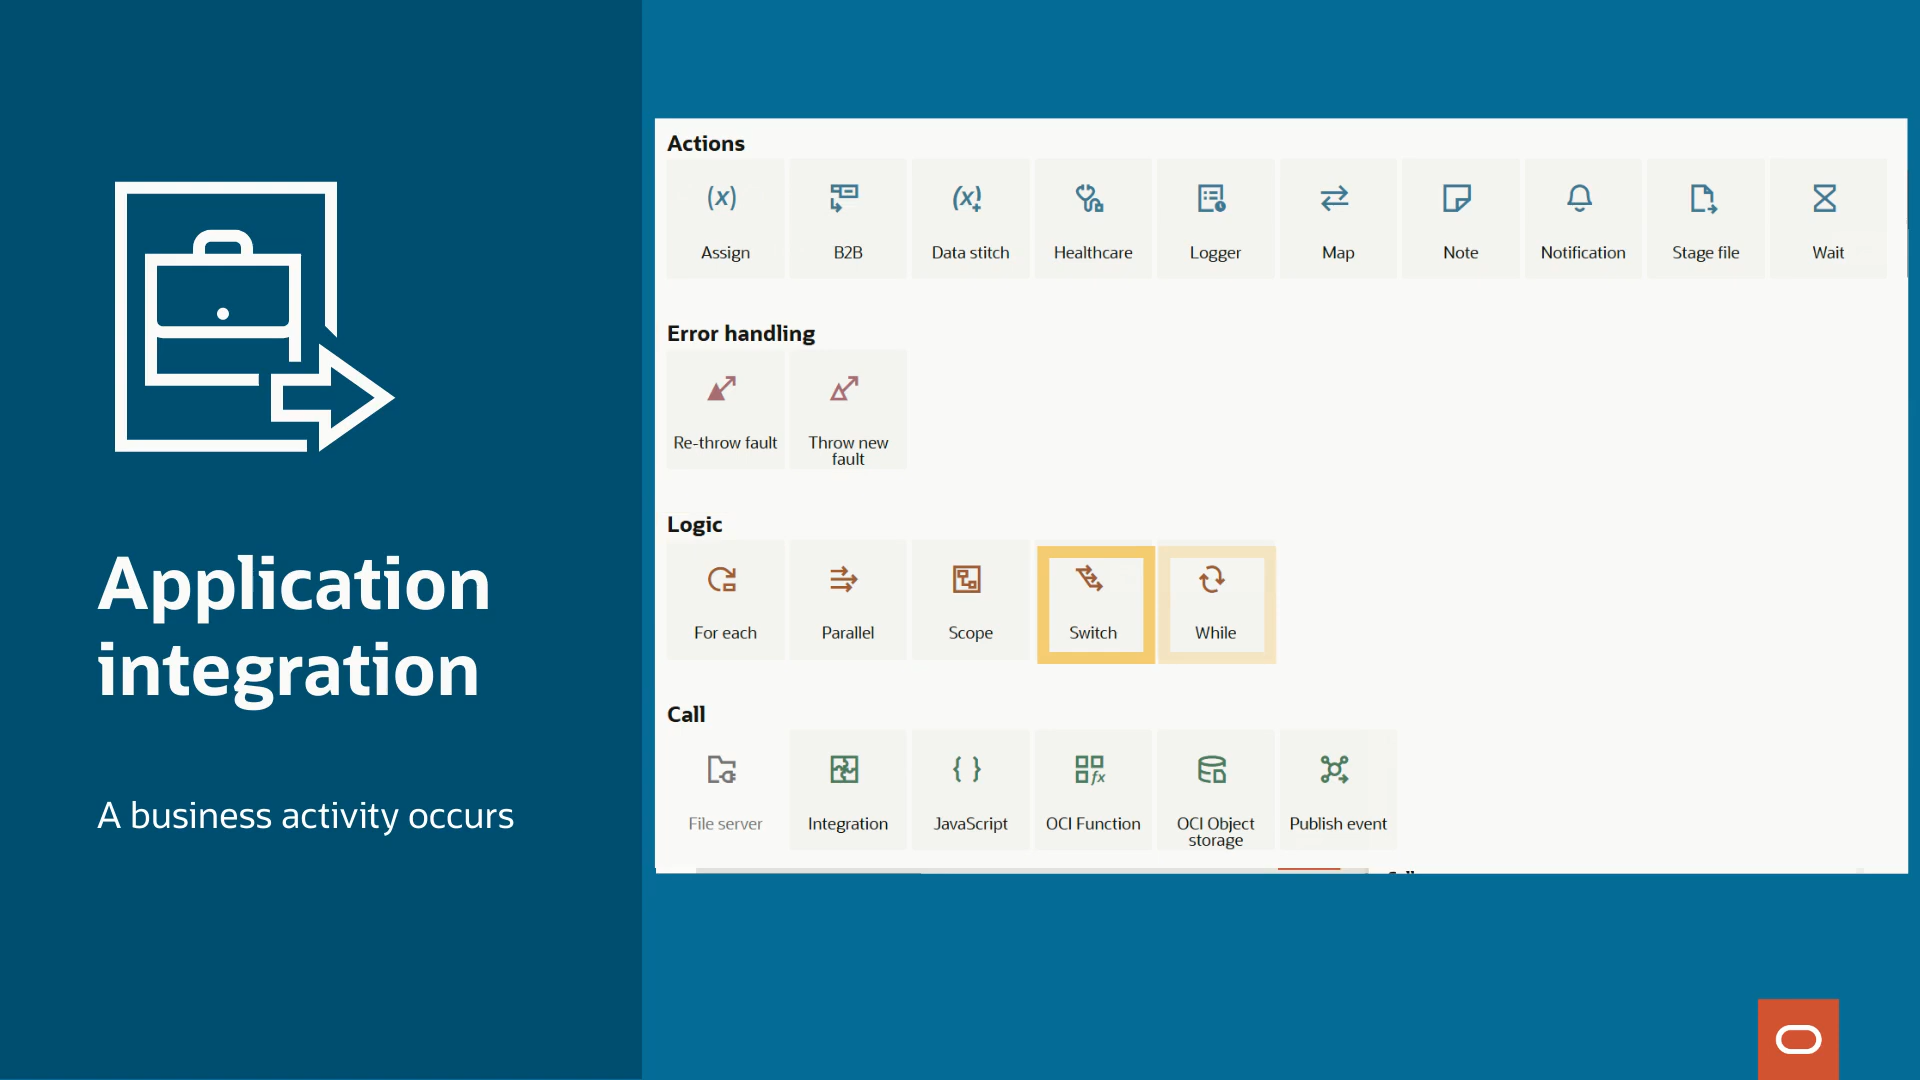 Application
integration
A business activity occurs
Actions
(x)
(x)
Assign
B2B
Data stitch
Healthcare
Logger
Map
Note
Notification
Stage file
Wait
Error handling
Re-throw fault
Throw new
fault
Logic
For each
Parallel
Scope
Switch
While
Call
{ }
fx
File server
Integration
JavaScript
OCI Function
OCI Object
storage
Publish event